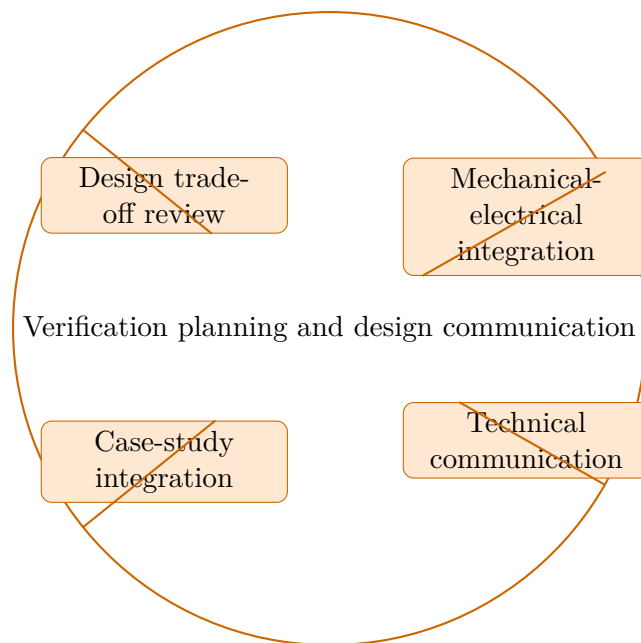 Design trade-
off review
Mechanical-
electrical
integration
Verification planning and design communication
Case-study
integration
Technical
communication